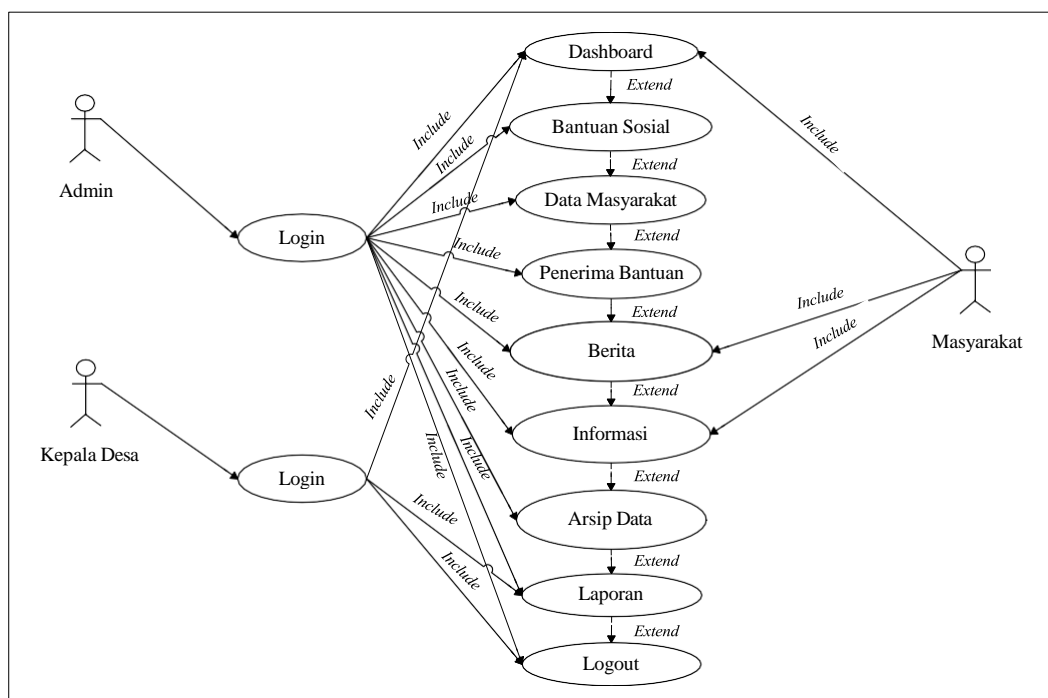 Dashboard
Extend
Include
Include
Bantuan Sosial
Include
Admin
Include
Extend
Include
Data Masyarakat
Login
Extend
Include
Penerima Bantuan
Include
Extend
Include
Berita
Include
Masyarakat
Include
Include
Extend
Include
Informasi
Kepala Desa
Include
Include
Login
Extend
Include
Arsip Data
Include
Extend
Laporan
Extend
Logout